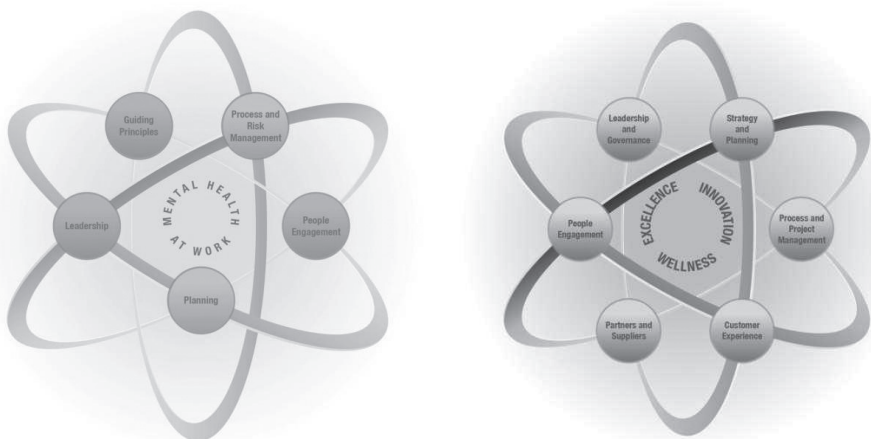 Guiding
Principles
Process and
Risk
Management
Leadership
MENTAL HEALTH
AT WORK
People
Engagement
Planning
Leadership
and
Governance
Strategy
and
Planning
People
Engagement
EXCELLENCE
INNOVATION
WELLNESS
Process and
Project
Management
Partners and
Suppliers
Customer
Experience